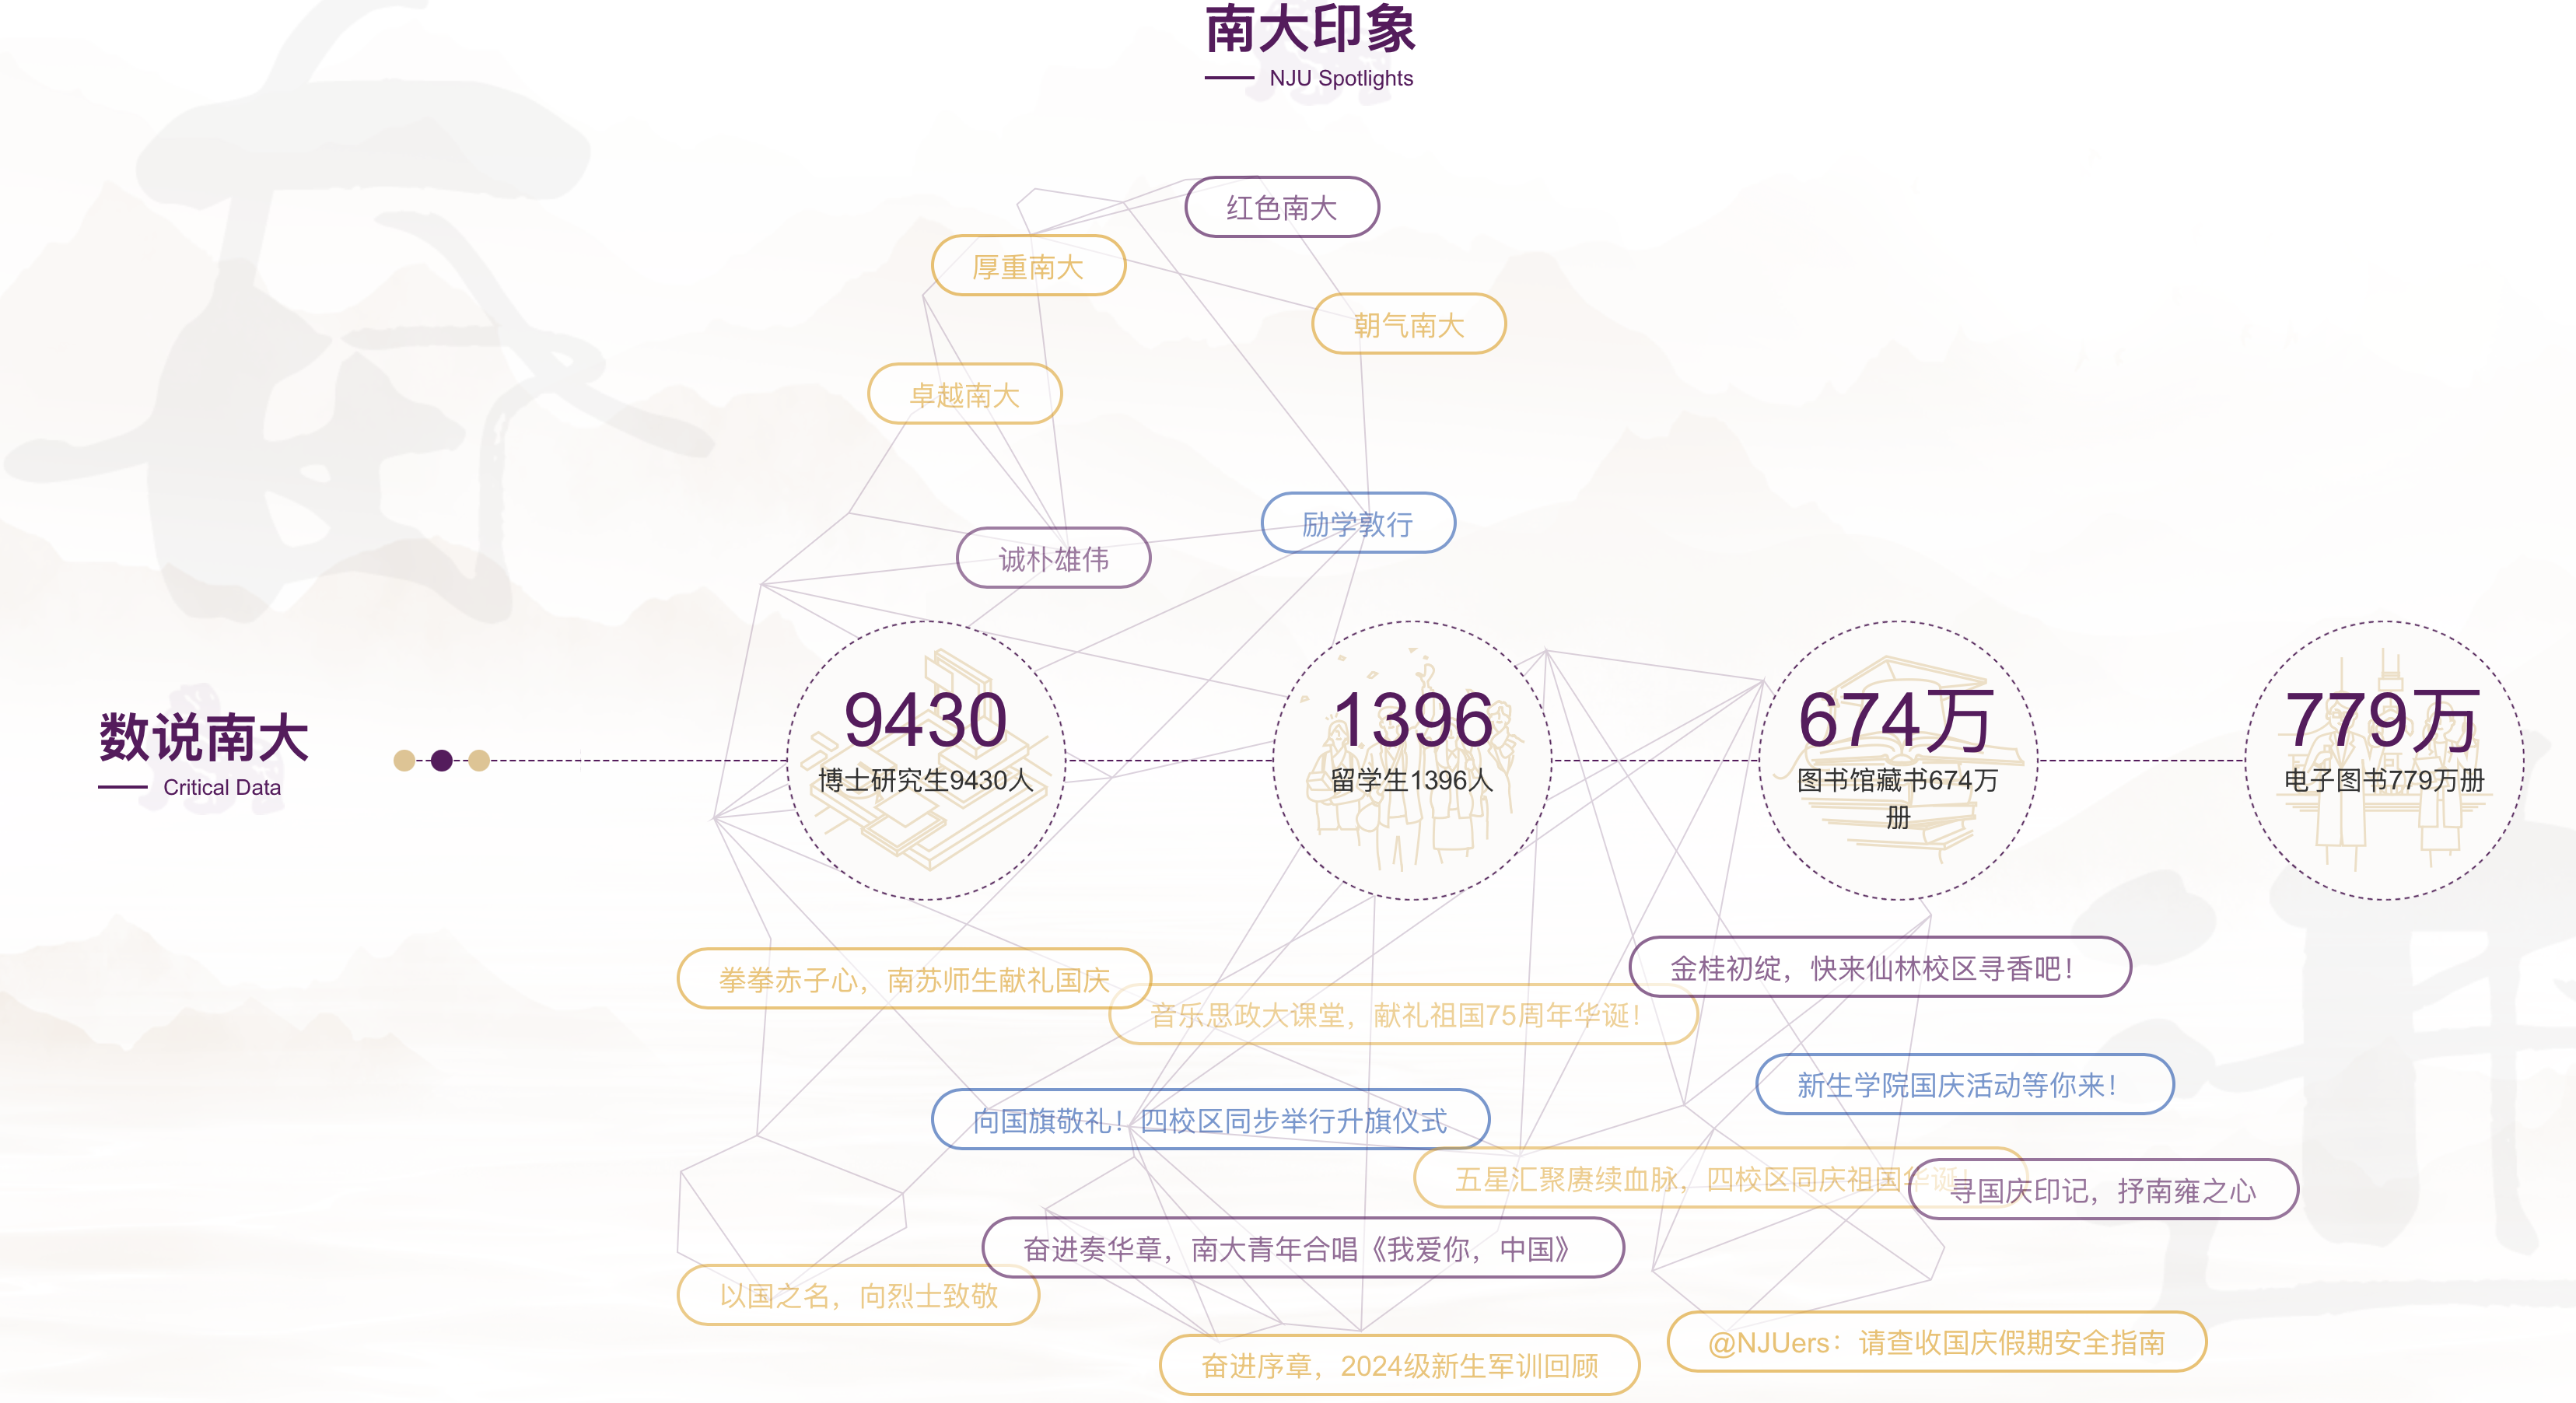 南大印象
NJU Spotlights
红色南大
厚重南大
朝气南大
卓越南大
励学敦行
诚朴雄伟
数说南大
Critical Data
9430
博士研究生9430人
1396
留学生1396人
674万
图书馆藏书674万
册
779万
电子图书779万册
金桂初绽，快来仙林校区寻香吧！
拳拳赤子心，南苏师生献礼国庆
音乐思政大课堂，献礼祖国75周年华诞！
新生学院国庆活动等你来！
向国旗敬礼！四校区同步举行升旗仪式
五星汇聚赓续血脉，四校区同庆祖国华诞！
寻国庆印记，抒南雍之心
奋进奏华章，南大青年合唱《我爱你，中国》
以国之名，向烈士致敬
@NJUers：请查收国庆假期安全指南
奋进序章，2024级新生军训回顾